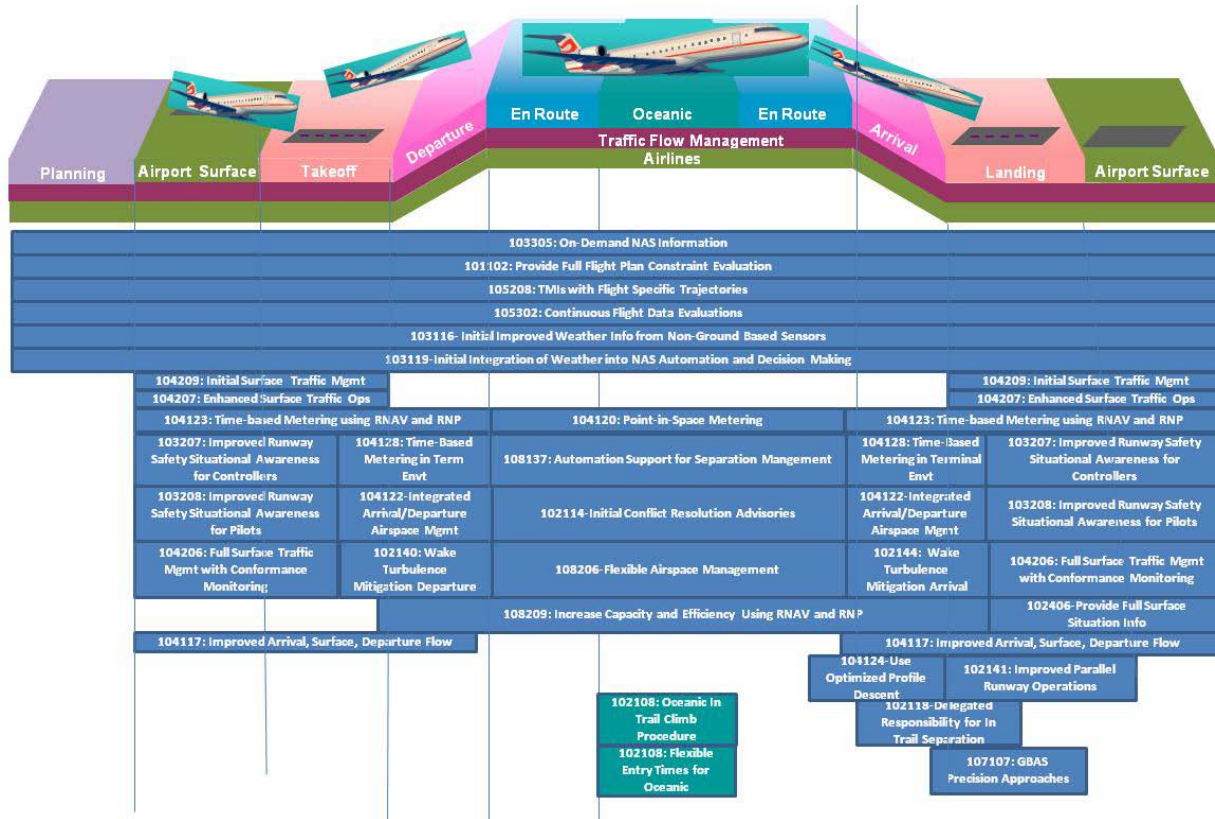 En Route
Oceanic
En Route
Departure
Traffic Flow Management
Arrival
Airlines
Planning
Airport Surface
Takeoff
Landing
Airport Surface
103305: On-Demand NAS Information
101102: Provide Full Flight Plan Constraint Evaluation
105208: TMIs with Flight Specific Trajectories
105302: Continuous Flight Data Evaluations
103116- Initial Improved Weather Info from Non-Ground Based Sensors
103119-Initial Integration of Weather into NAS Automation and Decision Making
104209: Initial Surface Traffic Mgmt
104209: Initial Surface Traffic Mgmt
104207: Enhanced Surface Traffic Ops
104207: Enhanced Surface Traffic Ops
104123: Time-based Metering using RNAV and RNP
104120: Point-in-Space Metering
104123: Time-based Metering using RNAV and RNP
103207: Improved Runway
Safety Situational Awareness
for Controllers
104128: Time-Based
Metering in Term
Envt
108137: Automation Support for Separation Mangement
104128: Time-Based
Metering in Terminal
Envt
103207: Improved Runway Safety
Situational Awareness for
Controllers
103208: Improved Runway
Safety Situational Awareness
for Pilots
104122-Integrated
Arrival/Departure
Airspace Mgmt
102114-Initial Conflict Resolution Advisories
104122-Integrated
Arrival/Departure
Airspace Mgmt
103208: Improved Runway Safety
Situational Awareness for Pilots
104206: Full Surface Traffic
Mgmt with Conformance
Monitoring
102140: Wake
Turbulence
Mitigation Departure
108206-Flexible Airspace Management
102144: Wake
Turbulence
Mitigation Arrival
104206: Full Surface Traffic Mgmt
with Conformance Monitoring
108209: Increase Capacity and Efficiency Using RNAV and RNP
102406-Provide Full Surface
Situation Info
104117: Improved Arrival, Surface, Departure Flow
104117: Improved Arrival, Surface, Departure Flow
104124-Use
Optimized Profile
Descent
102141: Improved Parallel
Runway Operations
102108: Oceanic In
Trail Climb
Procedure
102118-Delegated
Responsibility for In
Trail Separation
102108: Flexible
Entry Times for
Oceanic
107107: GBAS
Precision Approaches